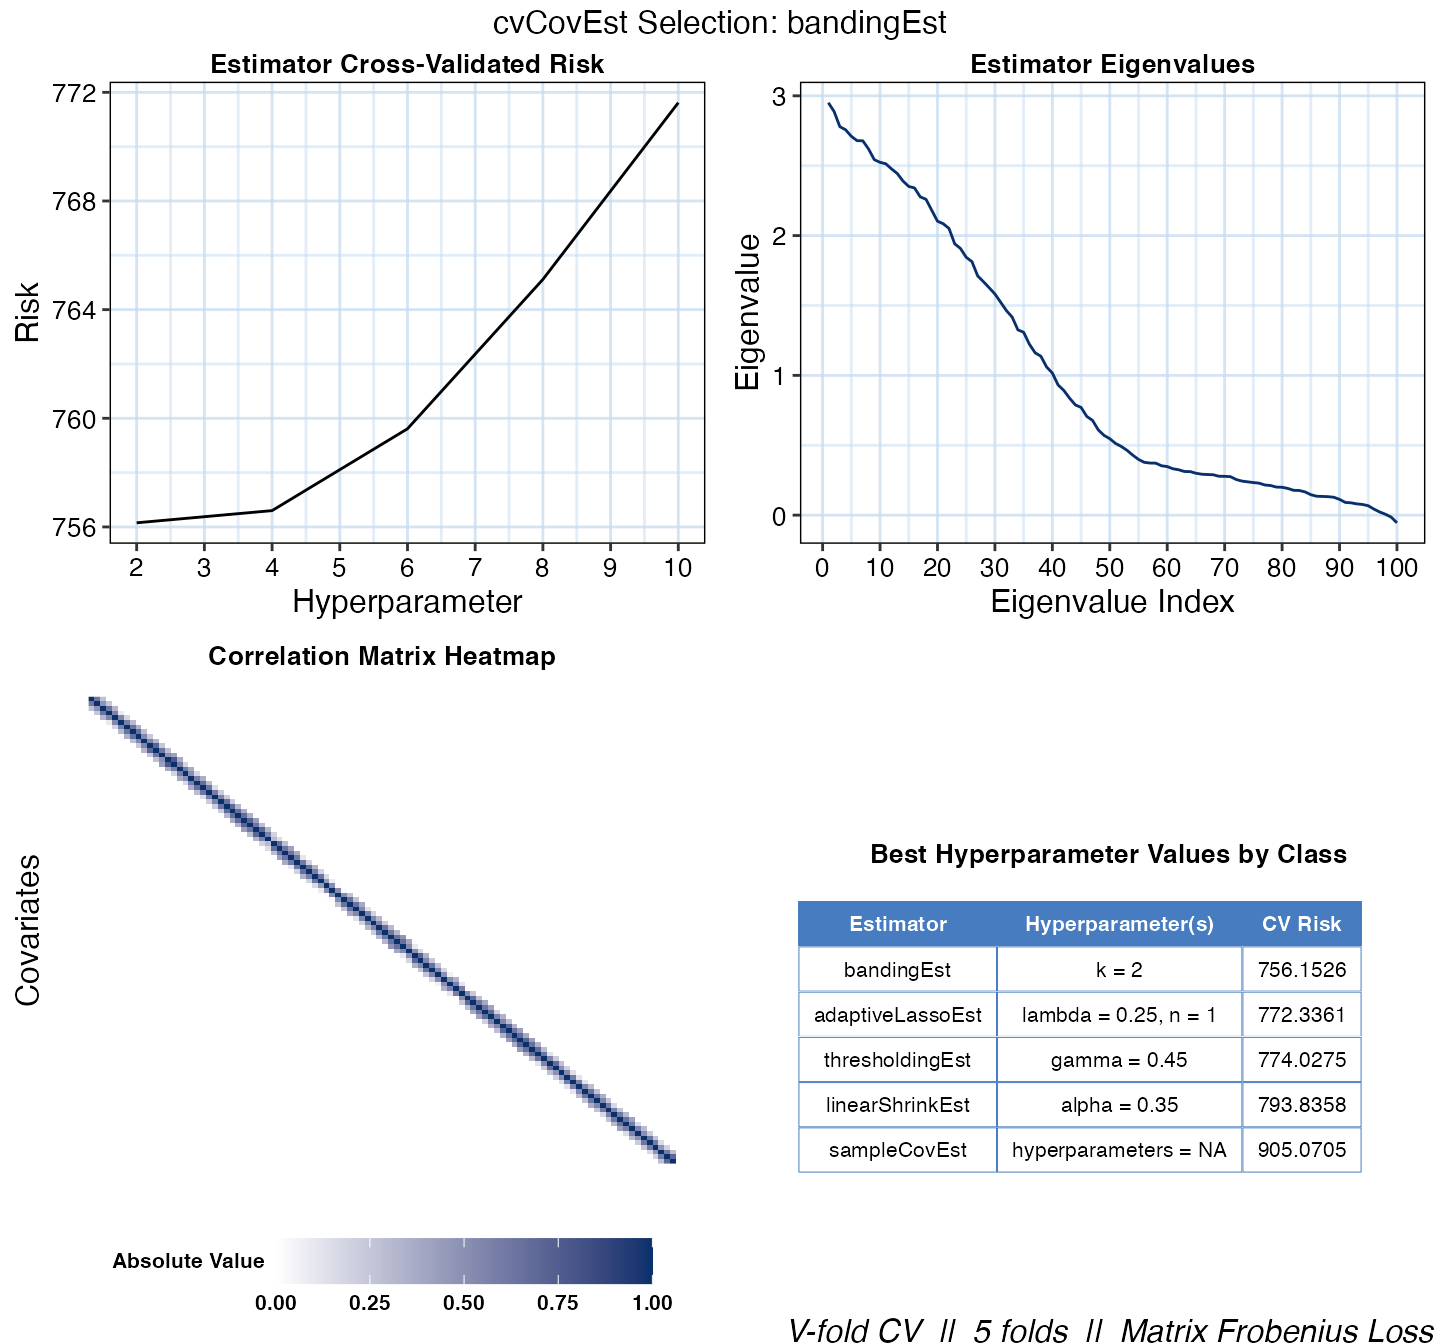 cvCovEst Selection: bandingEst
Estimator Cross-Validated Risk
772
768
764
760
756
Risk
2 3 4 5 6 7 8 9 10
Hyperparameter
Estimator Eigenvalues
3
2
1
0
Eigenvalue
0 10 20 30 40 50 60 70 80 90 100
Eigenvalue Index
Correlation Matrix Heatmap
Covariates
Absolute Value
0.00 0.25 0.50 0.75 1.00
Best Hyperparameter Values by Class
Estimator Hyperparameter(s) CV Risk
bandingEst k = 2 756.1526
adaptiveLassoEst lambda = 0.25, n = 1 772.3361
thresholdingEst gamma = 0.45 774.0275
linearShrinkEst alpha = 0.35 793.8358
sampleCovEst hyperparameters = NA 905.0705
V-fold CV || 5 folds || Matrix Frobenius Loss